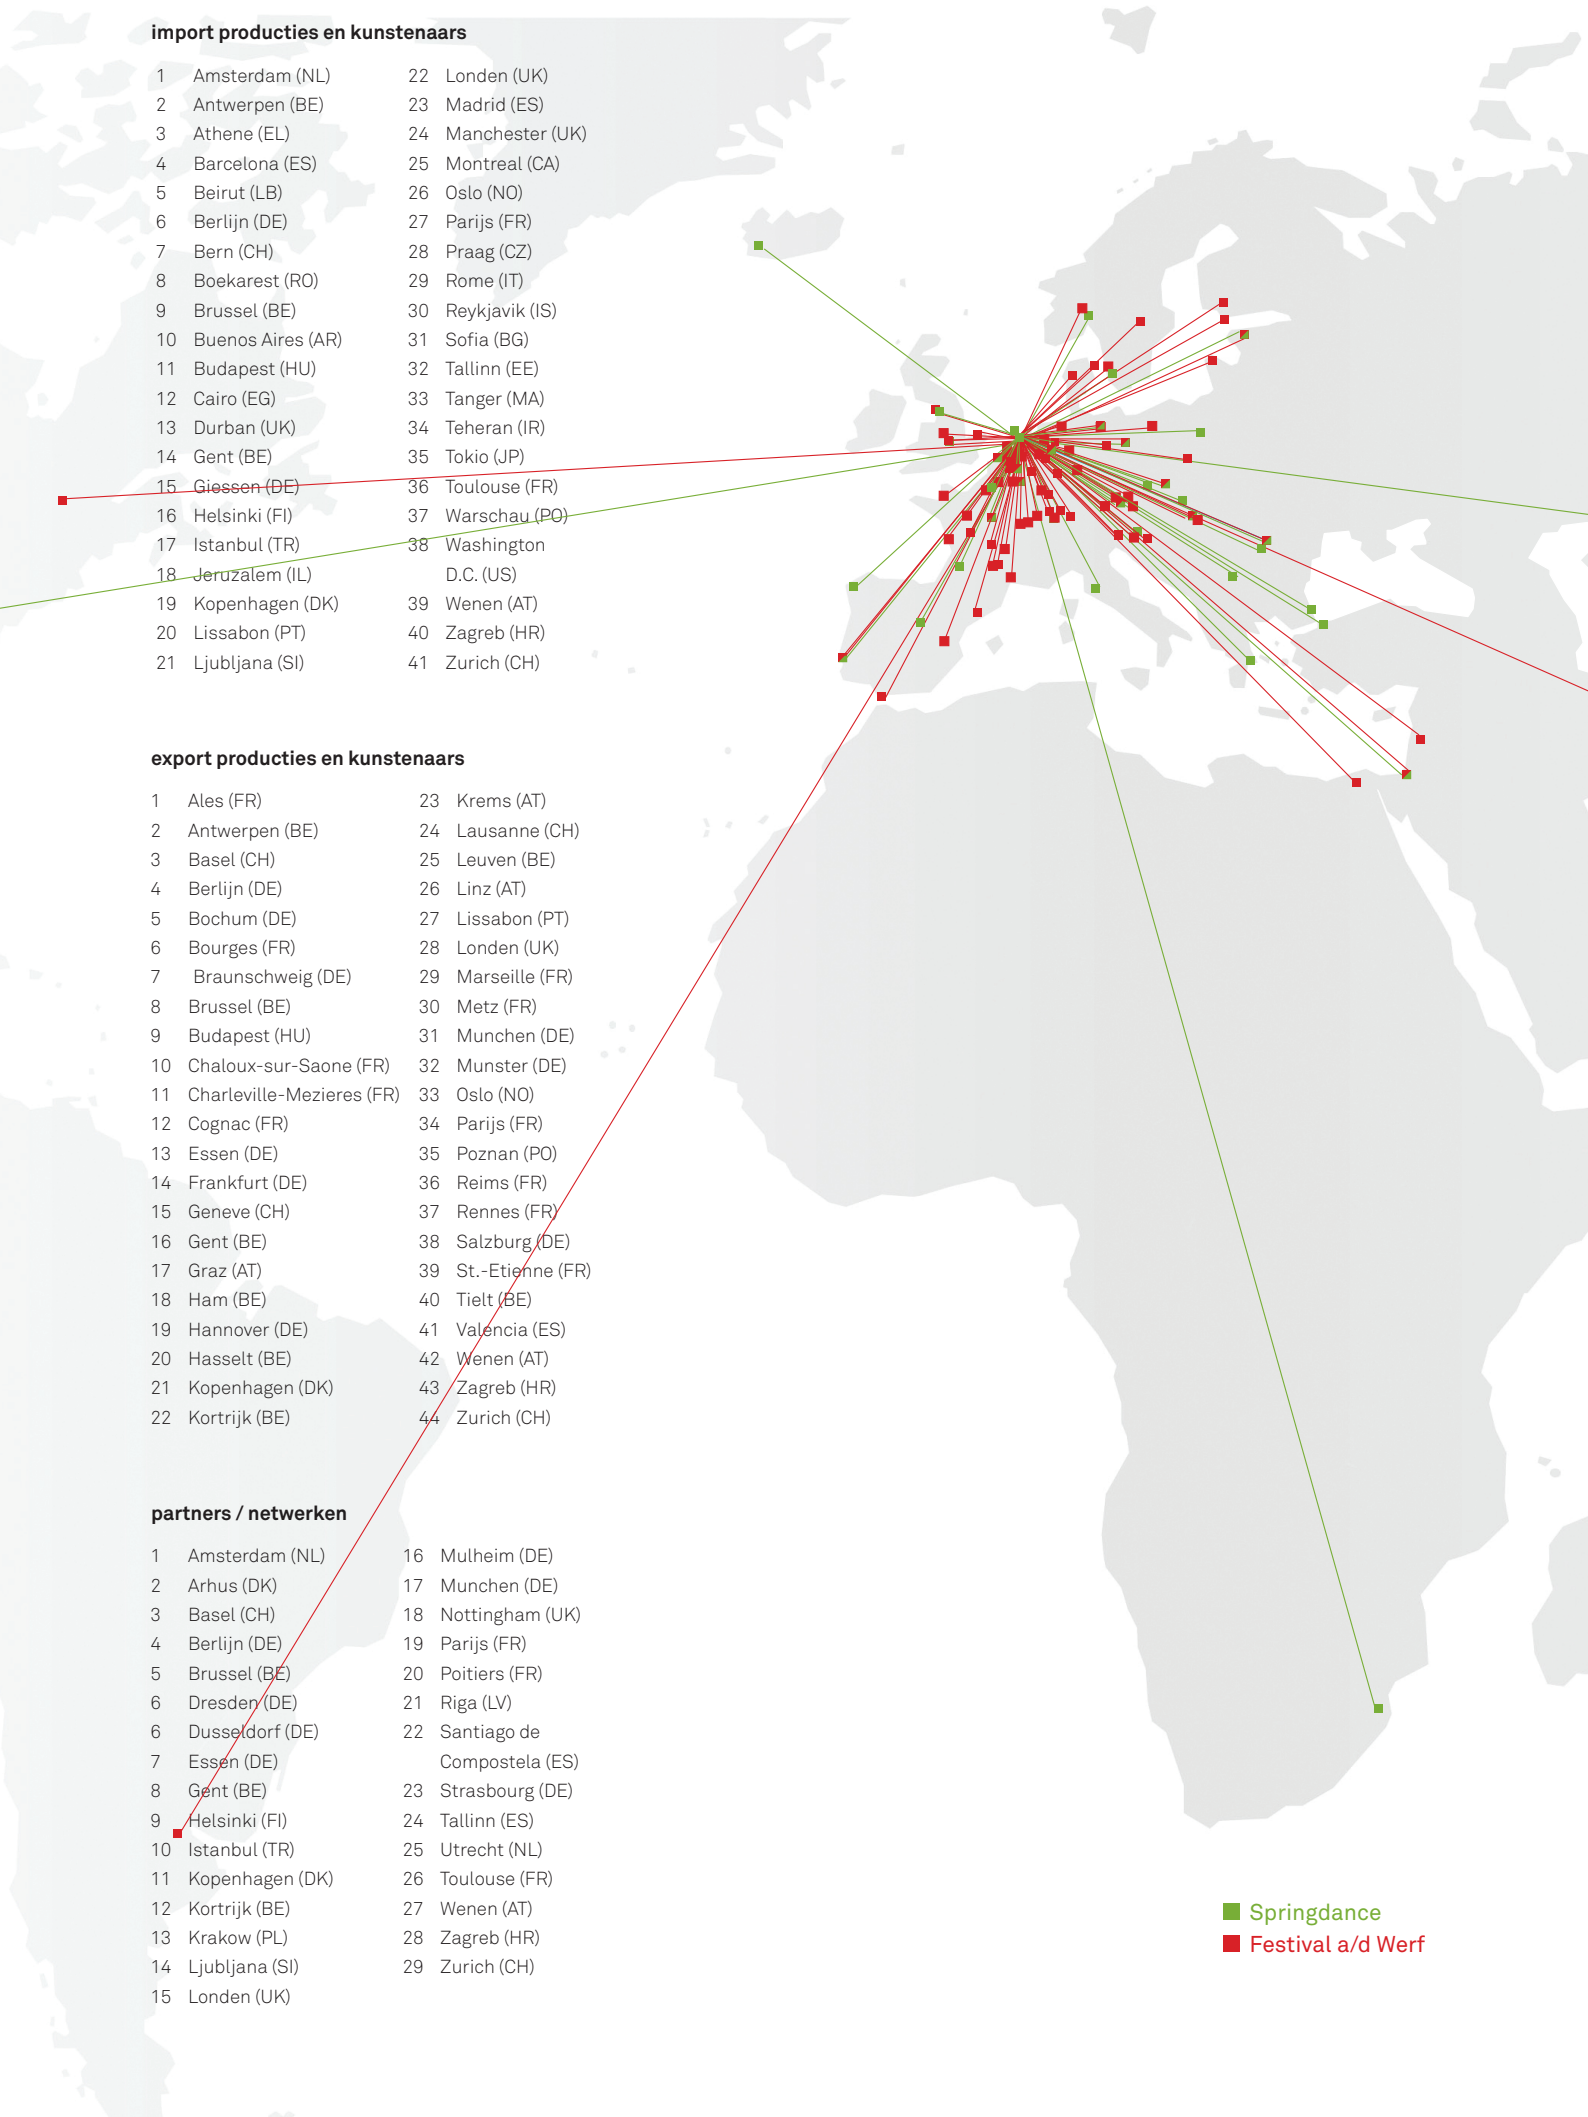 import producties en kunstenaars
1 Amsterdam (NL)
2 Antwerpen (BE)
3 Athene (EL)
4 Barcelona (ES)
5 Beirut (LB)
6 Berlijn (DE)
7 Bern (CH)
8 Boekarest (RO)
9 Brussel (BE)
10 Buenos Aires (AR)
11 Budapest (HU)
12 Cairo (EG)
13 Durban (UK)
14 Gent (BE)
15 Giessen (DE)
16 Helsinki (FI)
17 Istanbul (TR)
18 Jeruzalem (IL)
19 Kopenhagen (DK)
20 Lissabon (PT)
21 Ljubljana (SI)
22 Londen (UK)
23 Madrid (ES)
24 Manchester (UK)
25 Montreal (CA)
26 Oslo (NO)
27 Parijs (FR)
28 Praag (CZ)
29 Rome (IT)
30 Reykjavik (IS)
31 Sofia (BG)
32 Tallinn (EE)
33 Tanger (MA)
34 Teheran (IR)
35 Tokio (JP)
36 Toulouse (FR)
37 Warschau (PO)
38 Washington
D.C. (US)
39 Wenen (AT)
40 Zagreb (HR)
41 Zurich (CH)
export producties en kunstenaars
1 Ales (FR)
2 Antwerpen (BE)
3 Basel (CH)
4 Berlijn (DE)
5 Bochum (DE)
6 Bourges (FR)
7 Braunschweig (DE)
8 Brussel (BE)
9 Budapest (HU)
10 Chaloux-sur-Saone (FR)
11 Charleville-Mezieres (FR)
12 Cognac (FR)
13 Essen (DE)
14 Frankfurt (DE)
15 Geneve (CH)
16 Gent (BE)
17 Graz (AT)
18 Ham (BE)
19 Hannover (DE)
20 Hasselt (BE)
21 Kopenhagen (DK)
22 Kortrijk (BE)
23 Krems (AT)
24 Lausanne (CH)
25 Leuven (BE)
26 Linz (AT)
27 Lissabon (PT)
28 Londen (UK)
29 Marseille (FR)
30 Metz (FR)
31 Munchen (DE)
32 Munster (DE)
33 Oslo (NO)
34 Parijs (FR)
35 Poznan (PO)
36 Reims (FR)
37 Rennes (FR)
38 Salzburg (DE)
39 St.-Etienne (FR)
40 Tielt (BE)
41 Valencia (ES)
42 Wenen (AT)
43 Zagreb (HR)
44 Zurich (CH)
partners / netwerken
1 Amsterdam (NL)
2 Arhus (DK)
3 Basel (CH)
4 Berlijn (DE)
5 Brussel (BE)
6 Dresden (DE)
6 Dusseldorf (DE)
7 Essen (DE)
8 Gent (BE)
9 Helsinki (FI)
10 Istanbul (TR)
11 Kopenhagen (DK)
12 Kortrijk (BE)
13 Krakow (PL)
14 Ljubljana (SI)
15 Londen (UK)
16 Mulheim (DE)
17 Munchen (DE)
18 Nottingham (UK)
19 Parijs (FR)
20 Poitiers (FR)
21 Riga (LV)
22 Santiago de
Compostela (ES)
23 Strasbourg (DE)
24 Tallinn (ES)
25 Utrecht (NL)
26 Toulouse (FR)
27 Wenen (AT)
28 Zagreb (HR)
29 Zurich (CH)
Springdance
Festival a/d Werf